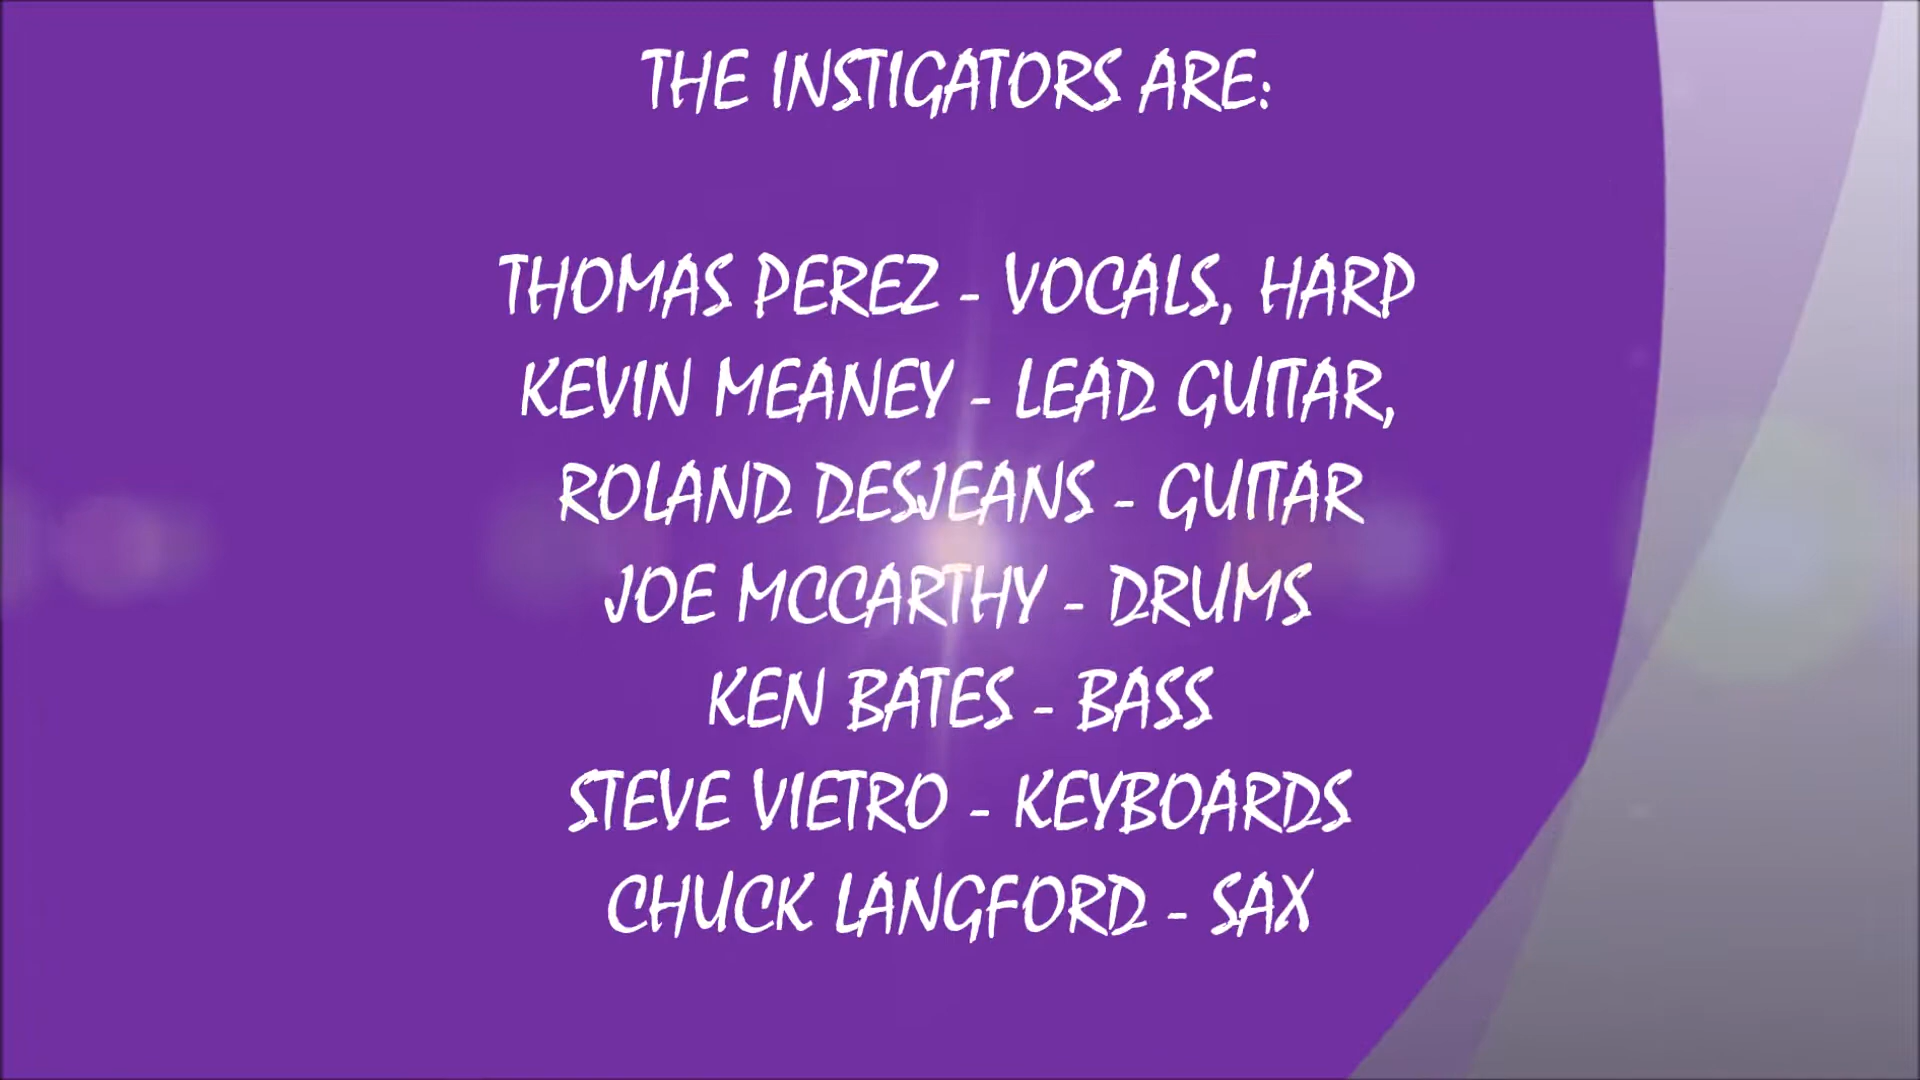 THE INSTIGATORS ARE:
THOMAS PEREZ - VOCALS, HARP
KEVIN MEANEY - LEAD GUITAR,
ROLAND DESJEANS - GUITAR
JOE MCCARTHY - DRUMS
KEN BATES - BASS
STEVE VIETRO - KEYBOARDS
CHUCK LANGFORD - SAX